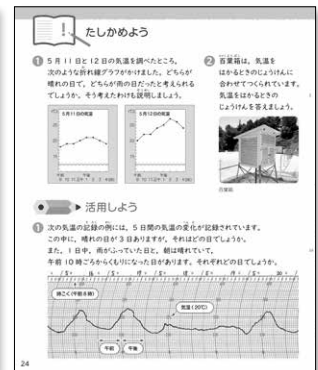 たしかめよう
① 5月11日と12日の気温を調べたところ、
次のような折れ線グラフがかけました。どちらが
晴れの日で、どちらが雨の日だったと考えられる
でしょうか。そう考えたわけも説明しましょう。
5月11日の気温
5月12日の気温
② 百葉箱は、気温を
はかるときのじょうけんに
合わせてつくられています。
気温をはかるときの
じょうけんを答えましょう。
百葉箱
活用しよう
① 次の気温の記録の例には、5日間の気温の変化が記録されています。
この中に、晴れの日が3日ありますが、それはどの日でしょうか。
また、1日中、雨がふっていた日と、朝は晴れていて、
午前10時ごろからくもりになった日があります。それぞれどの日でしょうか。
気温(20℃)
午前
午後
24